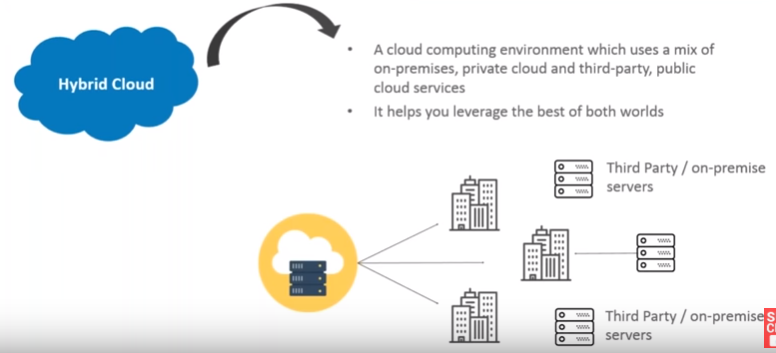 Hybrid Cloud
• A cloud computing environment which uses a mix of
on-premises, private cloud and third-party, public
cloud services
• It helps you leverage the best of both worlds
Third Party / on-premise
servers
Third Party / on-premise
servers